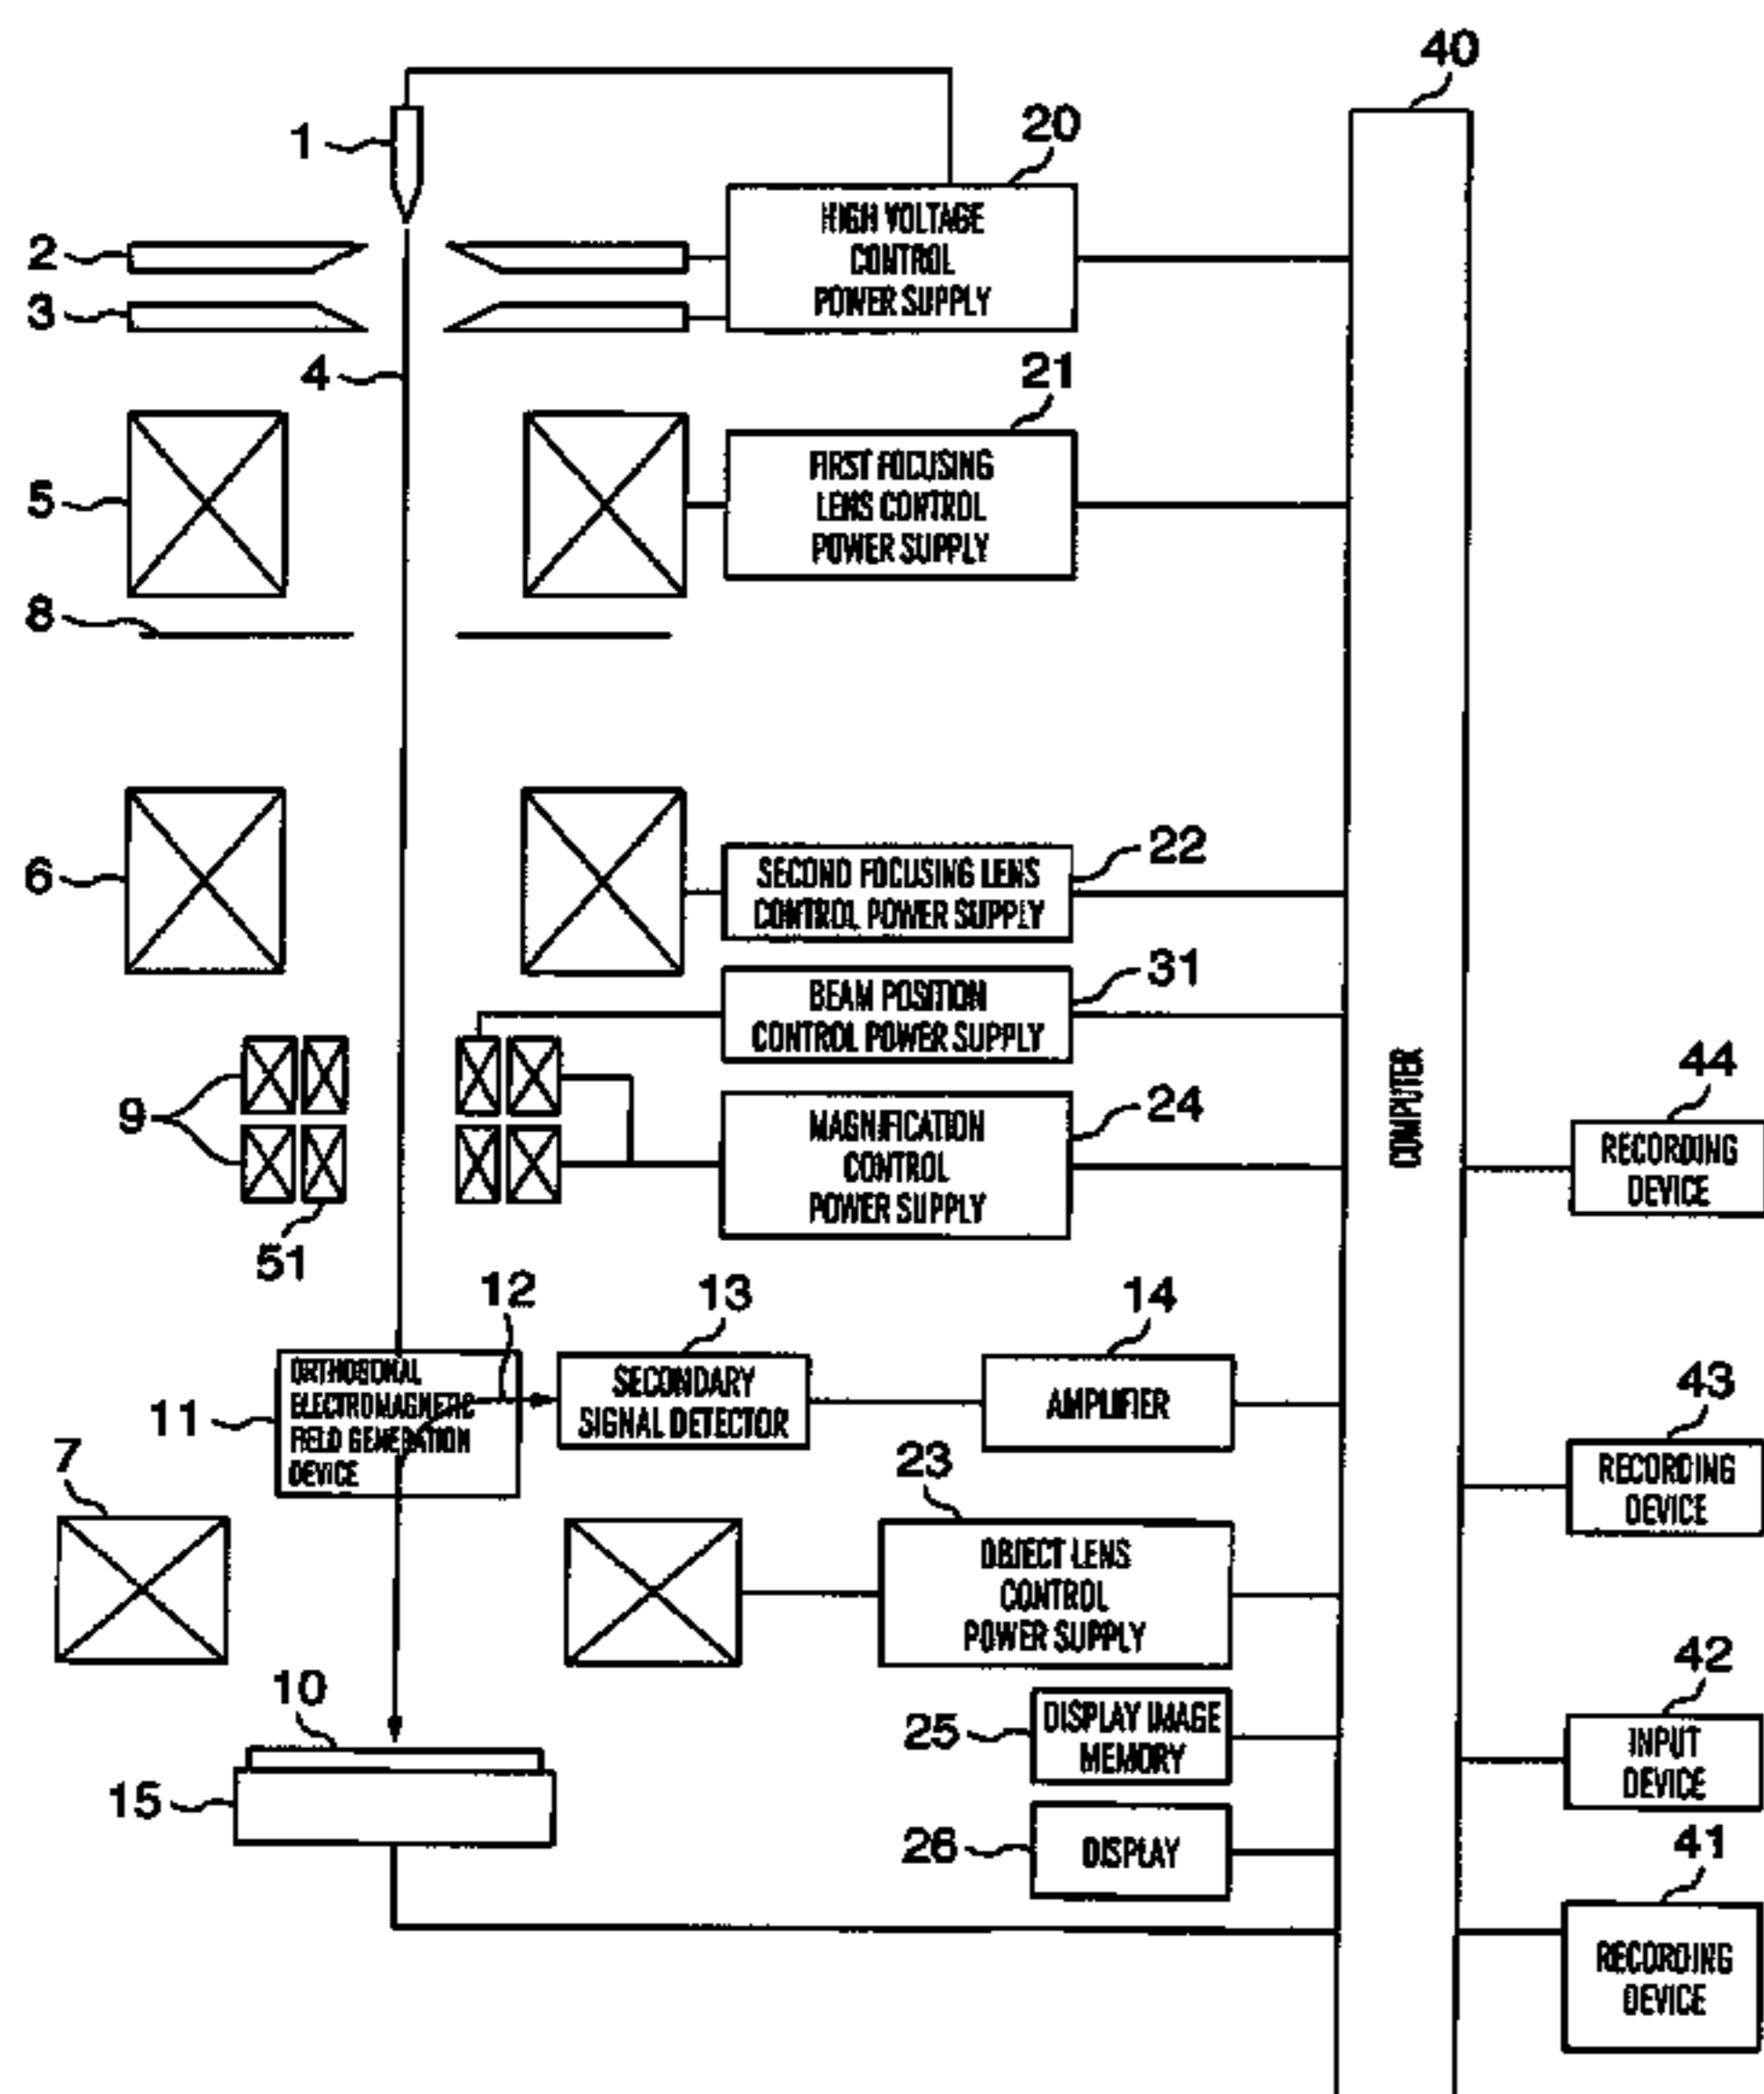 40
1
20
HIGH VOLTAGE
CONTROL
POWER SUPPLY
2
3
4
21
FIRST FOCUSING
LENS CONTROL
POWER SUPPLY
5
8
6
22
SECOND FOCUSING LENS
CONTROL POWER SUPPLY
31
BEAM POSITION
CONTROL POWER SUPPLY
COMPUTER
9
24
MAGNIFICATION
CONTROL
POWER SUPPLY
44
RECORDING
DEVICE
51
12
13
14
ORTHOSONAL
ELECTROMAGNETIC
FIELD GENERATION
DEVICE
11
SECONDARY
SIGNAL DETECTOR
AMPLIFIER
43
RECORDING
DEVICE
7
23
OBJECT LENS
CONTROL
POWER SUPPLY
10
15
25
DISPLAY IMAGE
MEMORY
42
INPUT
DEVICE
26
DISPLAY
41
RECORDING
DEVICE